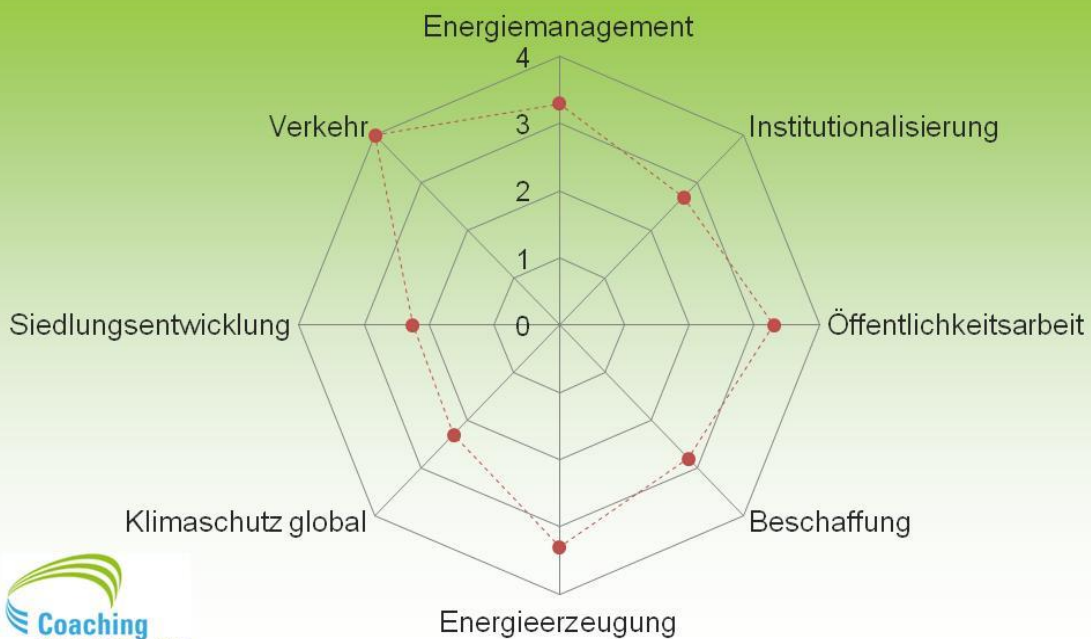 Energiemanagement
4
Verkehr
3
Institutionalisierung
2
1
Siedlungsentwicklung
0
Öffentlichkeitsarbeit
Klimaschutz global
Beschaffung
Energieerzeugung
Coaching